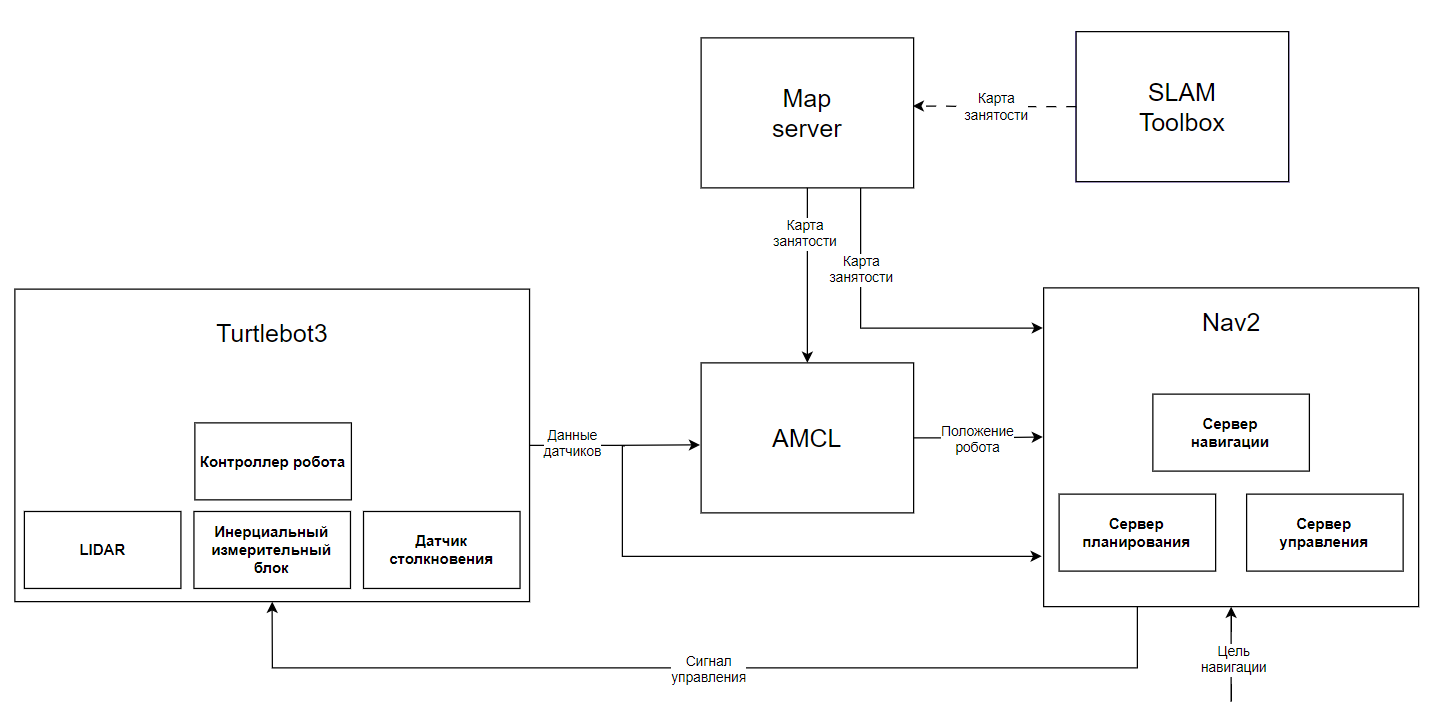 Map
server
SLAM
Toolbox
Карта
занятости
Карта
занятости
Карта
занятости
Turtlebot3
Контроллер робота
LIDAR
Инерциальный
измерительный
блок
Датчик
столкновения
Данные
датчиков
AMCL
Положение
робота
Nav2
Сервер
навигации
Сервер
планирования
Сервер
управления
Сигнал
управления
Цель
навигации